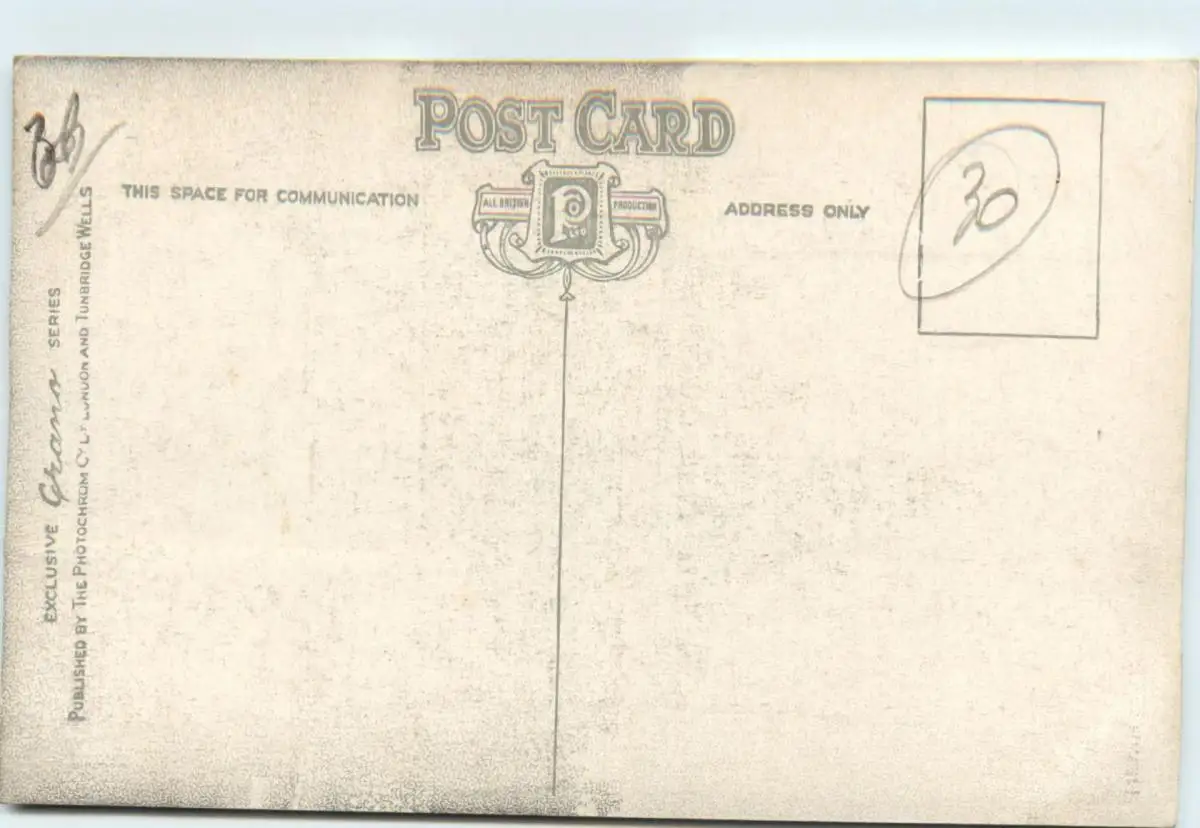 POST CARD
THIS SPACE FOR COMMUNICATION
ALL BRITISH PRODUCTION
ADDRESS ONLY
30
EXCLUSIVE Grano SERIES
PUBLISHED BY THE PHOTOCHROM CO LTD LONDON AND TUNBRIDGE WELLS